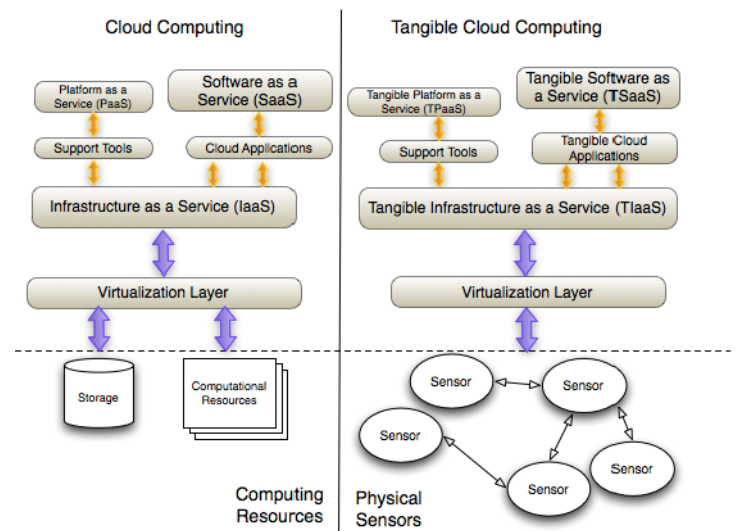 Cloud Computing
Platform as a
Service (PaaS)
Software as a
Service (SaaS)
Support Tools
Cloud Applications
Infrastructure as a Service (IaaS)
Virtualization Layer
Storage
Computational
Resources
Computing
Resources
Tangible Cloud Computing
Tangible Platform as a
Service (TPaaS)
Tangible Software as
a Service (TSaaS)
Support Tools
Tangible Cloud
Applications
Tangible Infrastructure as a Service (TIaaS)
Virtualization Layer
Sensor
Sensor
Sensor
Sensor
Sensor
Physical
Sensors